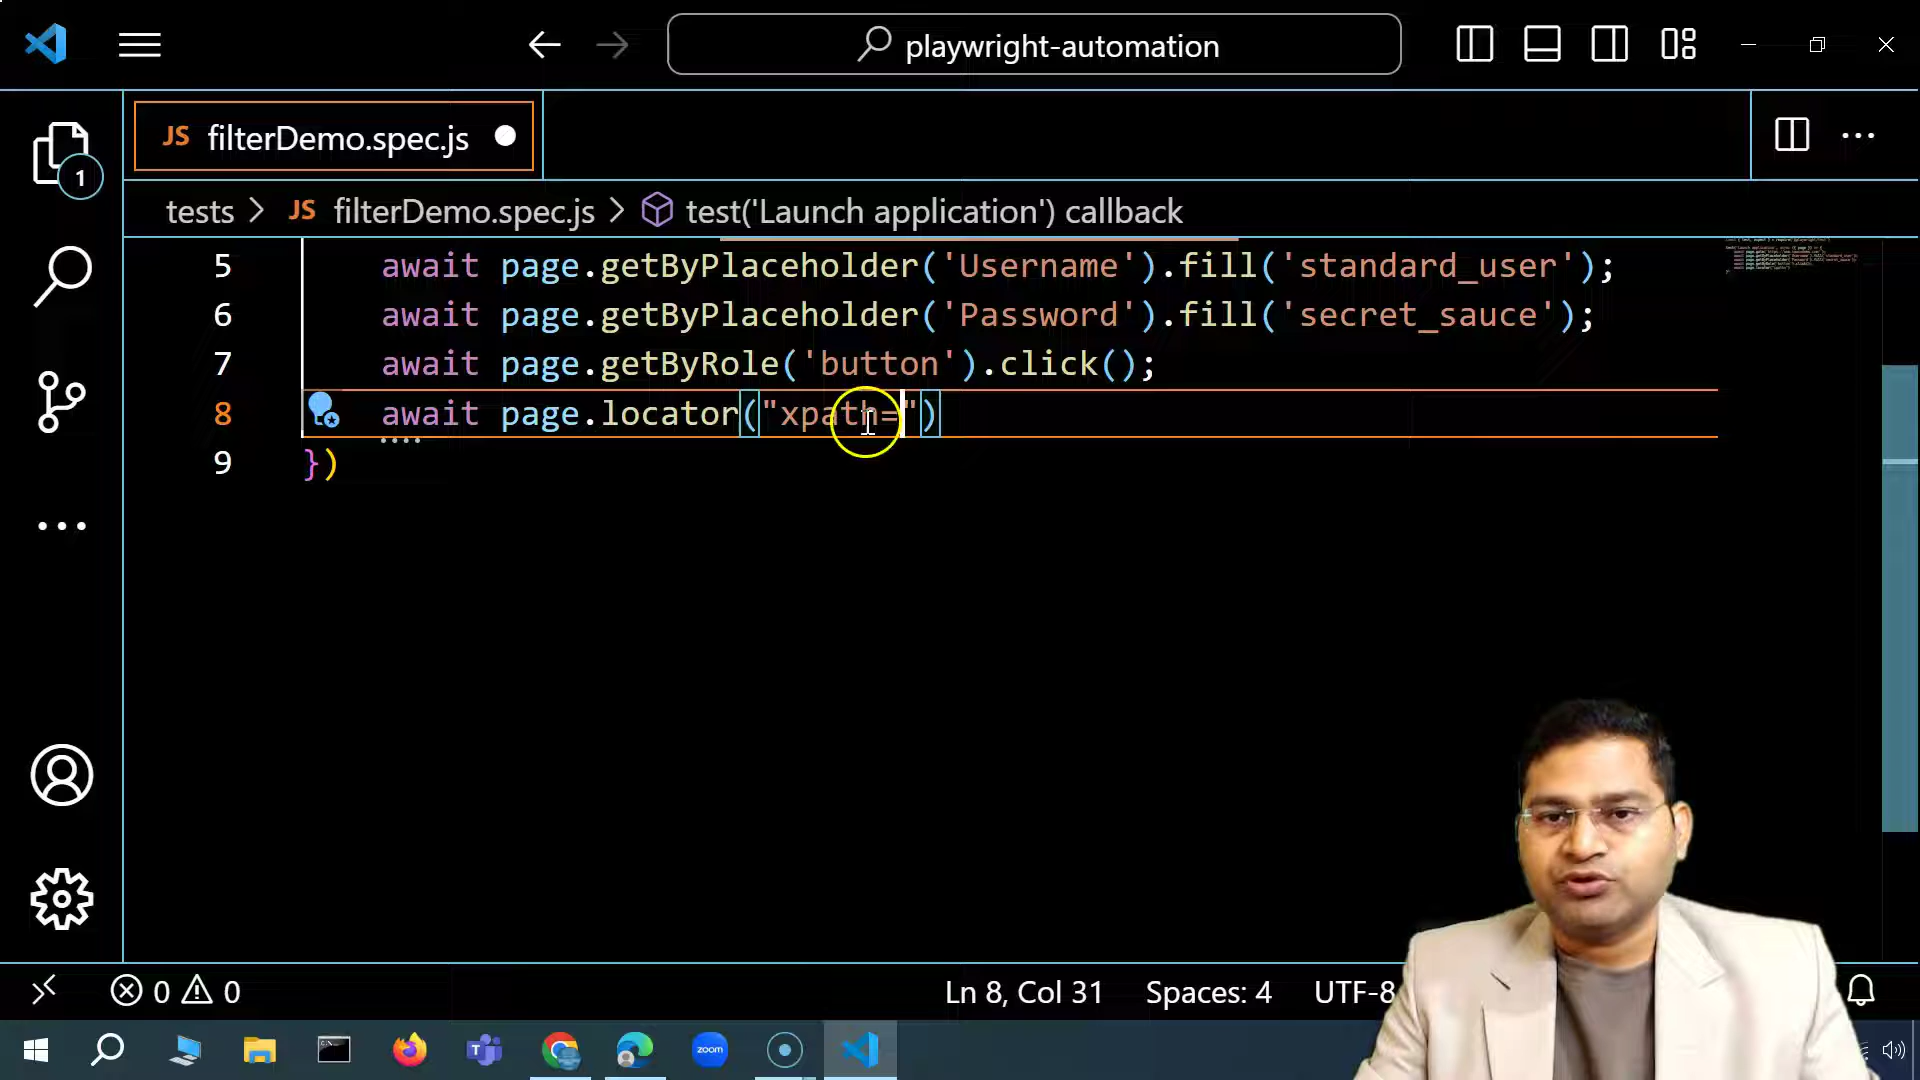 playwright-automation
JS filterDemo.spec.js
1
tests > JS filterDemo.spec.js > test('Launch application') callback
5 await page.getByPlaceholder('Username').fill('standard_user');
6 await page.getByPlaceholder('Password').fill('secret_sauce');
7 await page.getByRole('button').click();
8 await page.locator("xpath=")
9 })
0 0
Ln 8, Col 31 Spaces: 4 UTF-8
zoom